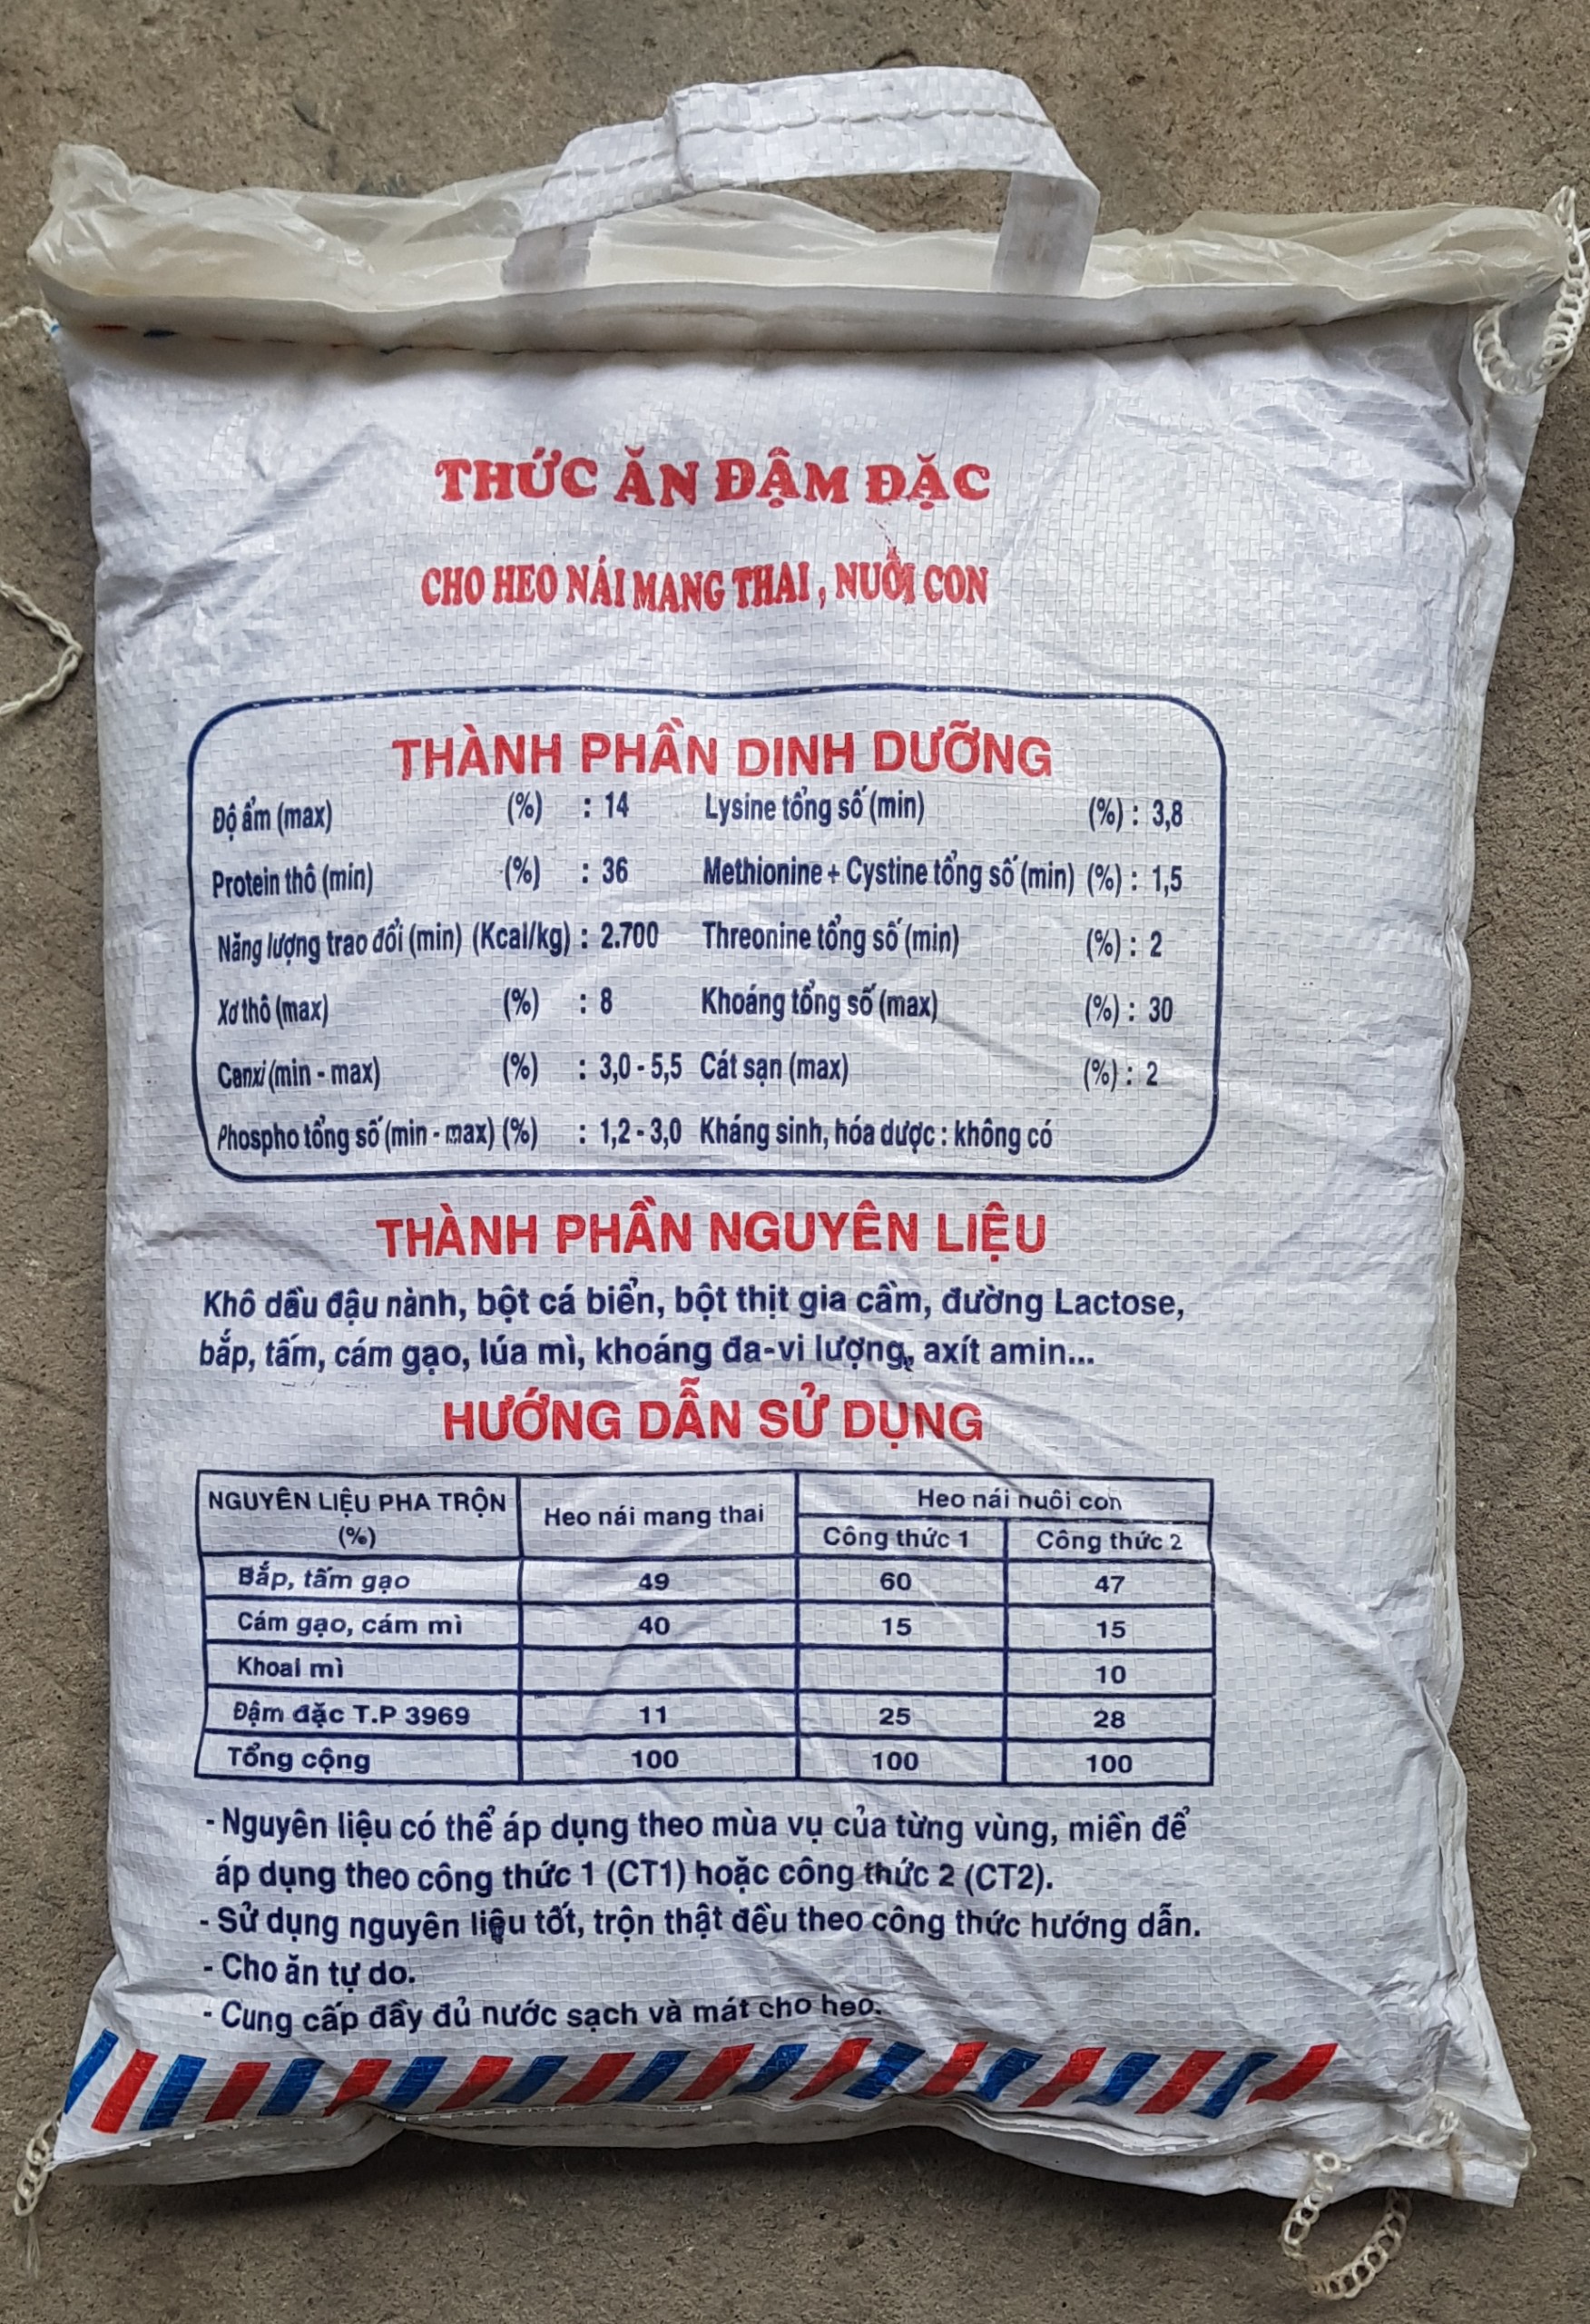 THỨC ĂN ĐẬM ĐẶC
CHO HEO NÁI MANG THAI, NUÔI CON
THÀNH PHẦN DINH DƯỠNG
Độ ẩm (max) (%) : 14 Lysine tổng số (min) (%) : 3,8
Protein thô (min) (%) : 36 Methionine + Cystine tổng số (min) (%) : 1,5
Năng lượng trao đổi (min) (Kcal/kg) : 2.700 Threonine tổng số (min) (%) : 2
Xơ thô (max) (%) : 8 Khoáng tổng số (max) (%) : 30
Canxi (min - max) (%) : 3,0 - 5,5 Cát sạn (max) (%) : 2
Phospho tổng số (min - max) (%) : 1,2 - 3,0 Kháng sinh, hóa dược : không có
THÀNH PHẦN NGUYÊN LIỆU
Khô dầu đậu nành, bột cá biển, bột thịt gia cầm, đường Lactose,
bắp, tấm, cám gạo, lúa mì, khoáng đa-vi lượng, axít amin...
HƯỚNG DẪN SỬ DỤNG
NGUYÊN LIỆU PHA TRỘN (%) Heo nái mang thai Heo nái nuôi con
Công thức 1 Công thức 2
Bắp, tấm gạo 49 60 47
Cám gạo, cám mì 40 15 15
Khoai mì 10
Đậm đặc T.P 3969 11 25 28
Tổng cộng 100 100 100
- Nguyên liệu có thể áp dụng theo mùa vụ của từng vùng, miền để
áp dụng theo công thức 1 (CT1) hoặc công thức 2 (CT2).
- Sử dụng nguyên liệu tốt, trộn thật đều theo công thức hướng dẫn.
- Cho ăn tự do.
- Cung cấp đầy đủ nước sạch và mát cho heo.